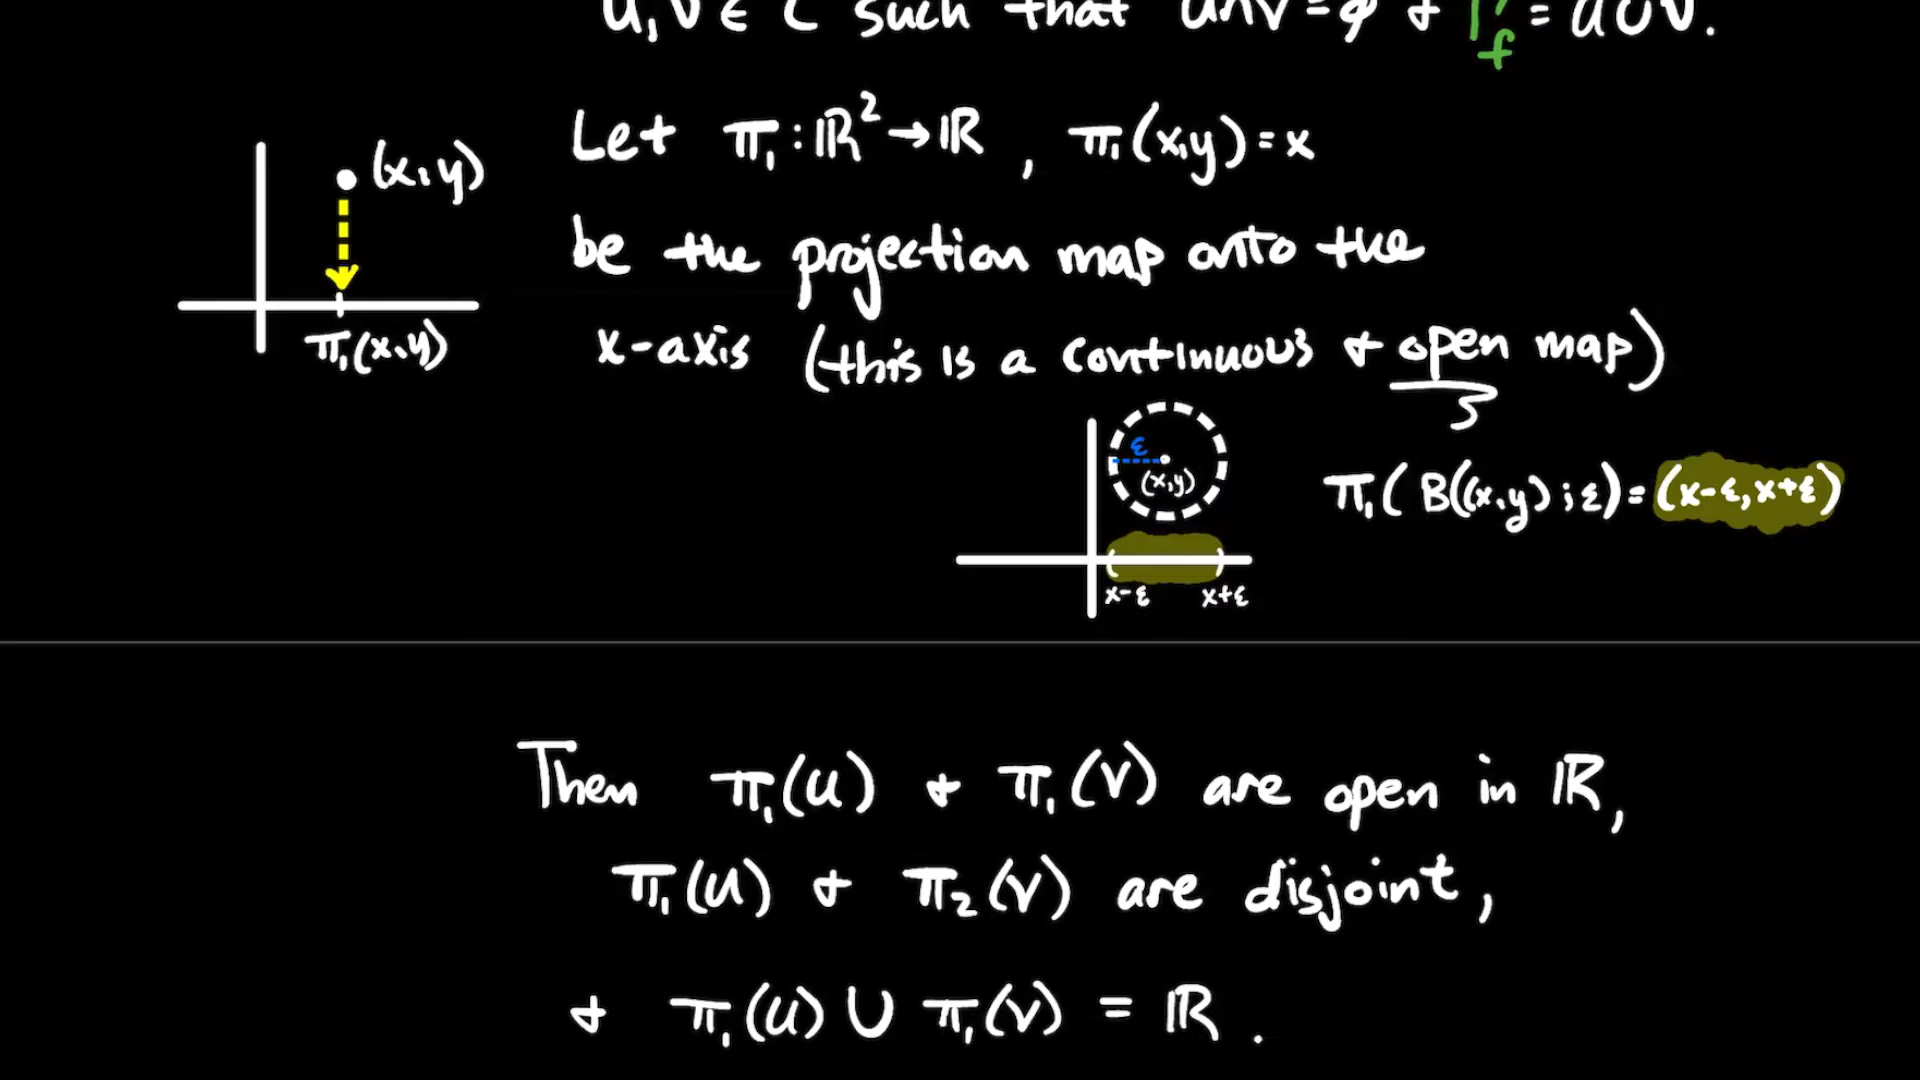 U, V ∈ τ such that U∩V = ϕ & Γ_f = U∪V.
Let π₁: ℝ² → ℝ, π₁(x,y) = x
(x,y)
be the projection map onto the
x-axis (this is a continuous & open map)
π₁(x,y)
ε
(x,y)
π₁( B((x,y); ε) = (x-ε, x+ε)
x-ε x+ε
Then π₁(U) & π₁(V) are open in ℝ,
π₁(U) & π₂(V) are disjoint,
& π₁(U) ∪ π₁(V) = ℝ.